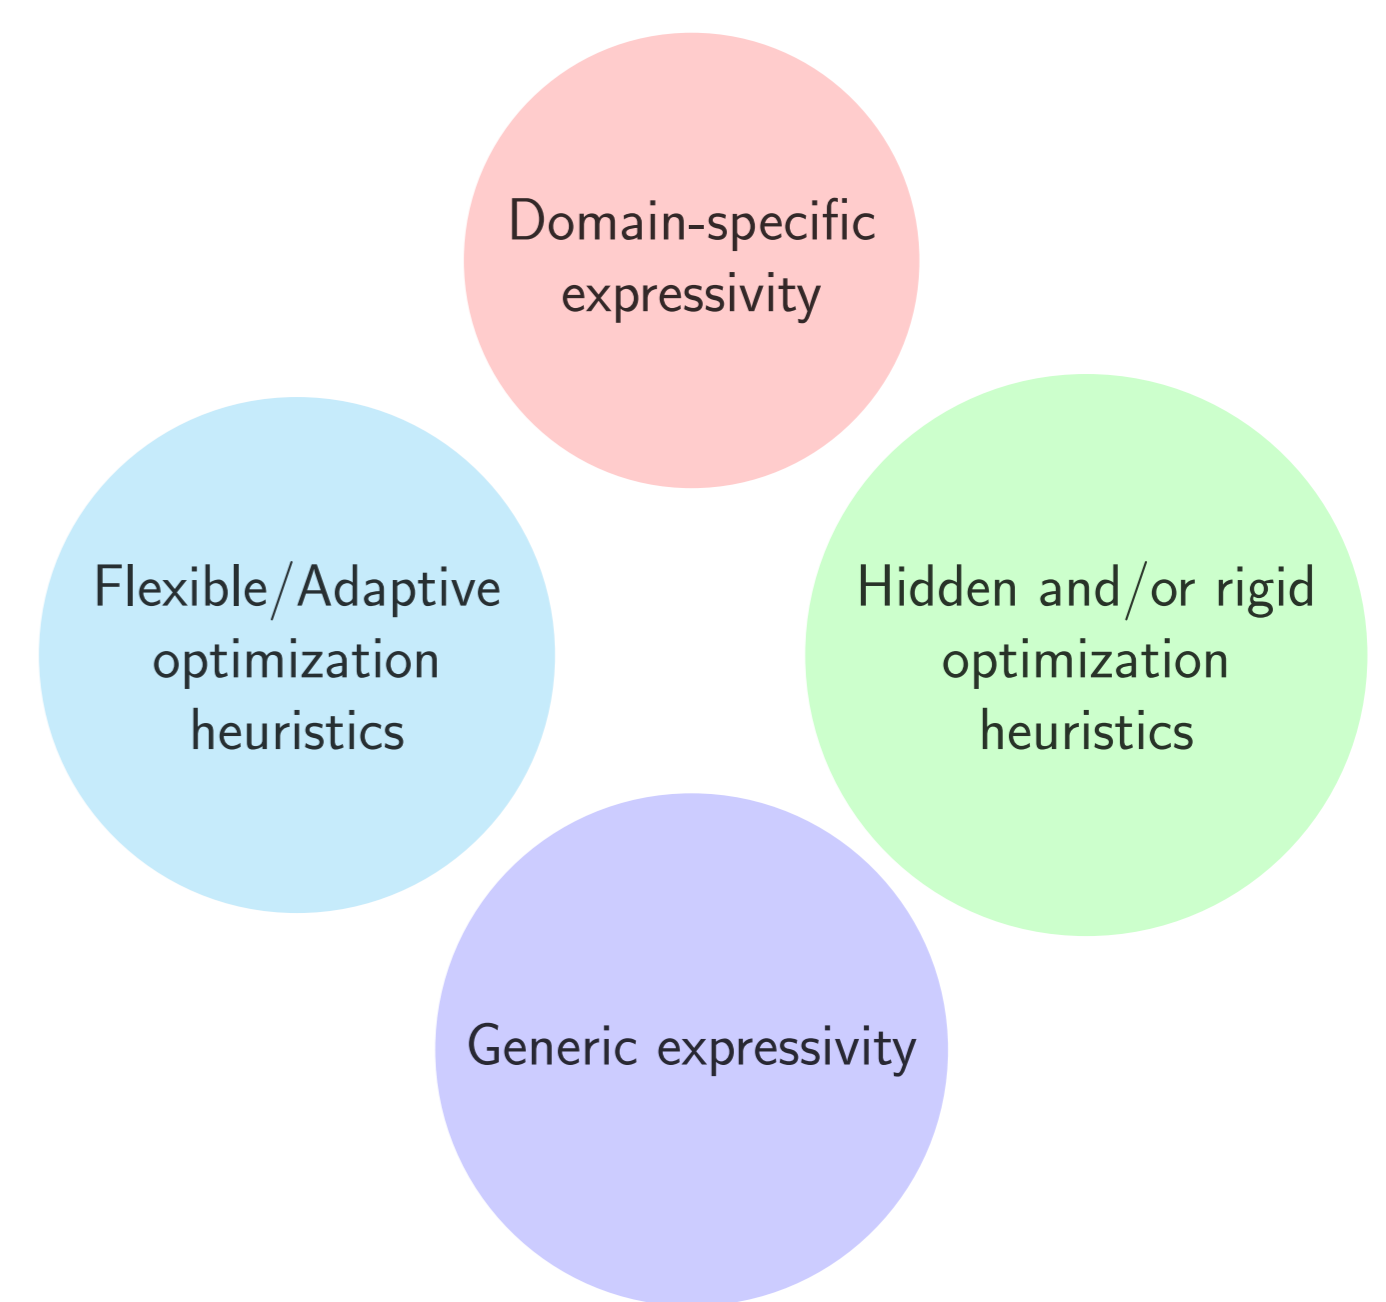 Domain-specific
expressivity
Flexible/Adaptive
optimization
heuristics
Hidden and/or rigid
optimization
heuristics
Generic expressivity